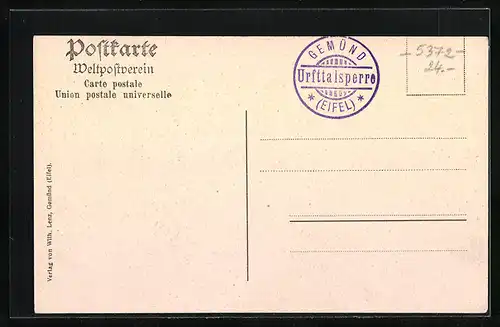 Postkarte
Weltpostverein
Carte postale
Union postale universelle
GEMÜND
Urfttalsperre
* (EIFEL) *
- 5372 -
24.-
Verlag von Wilh. Lenz, Gemünd (Eifel).